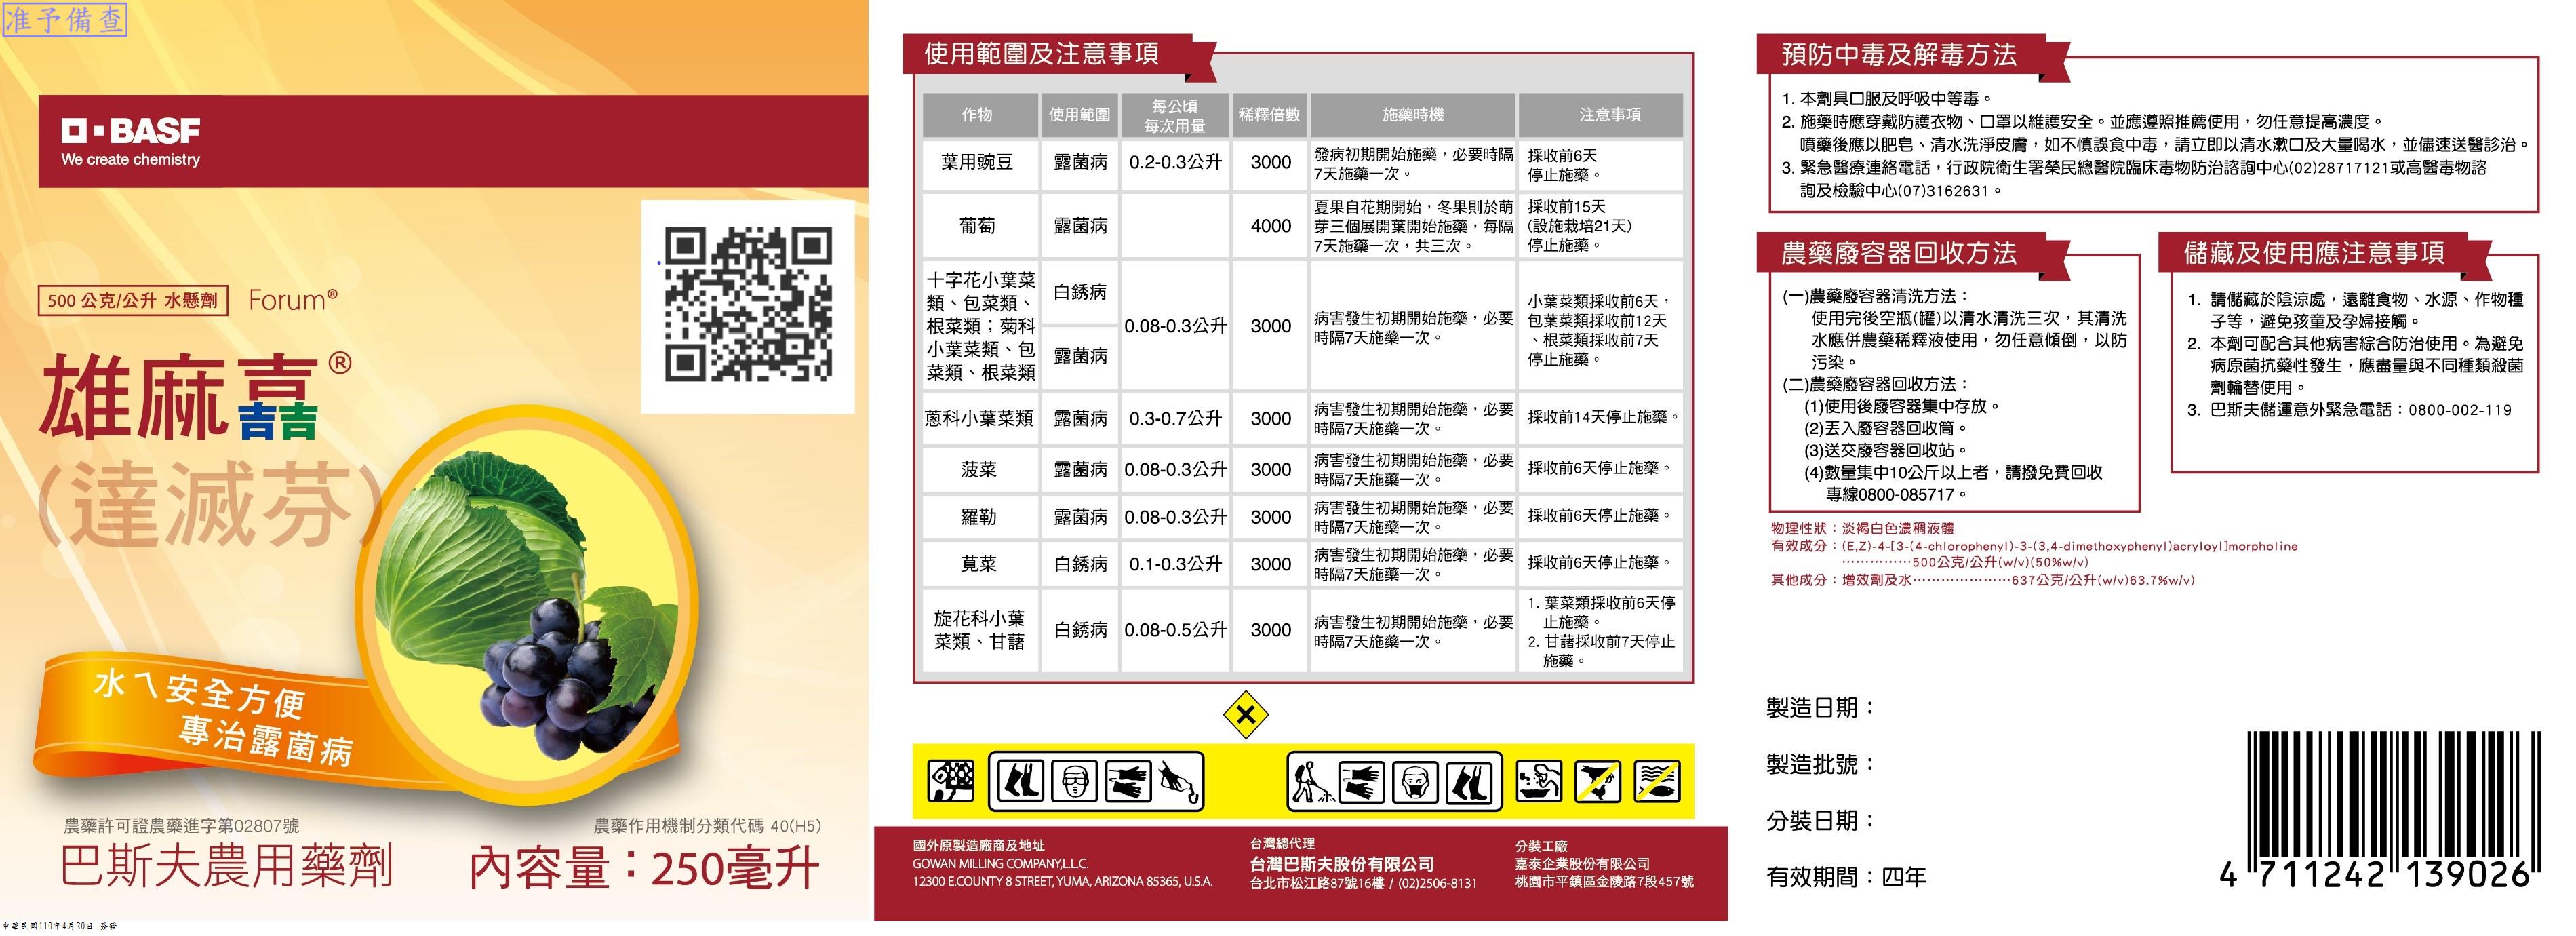 准予備查
BASF
We create chemistry
500 公克/公升 水懸劑
Forum®
雄麻喜®
(達滅芬)
水ㄟ安全方便
專治露菌病
農藥許可證農藥進字第02807號
農藥作用機制分類代碼 40(H5)
巴斯夫農用藥劑
內容量：250毫升
中華民國110年4月20日 簽發
使用範圍及注意事項
作物 使用範圍 每公頃每次用量 稀釋倍數 施藥時機 注意事項
葉用豌豆 露菌病 0.2-0.3公升 3000 發病初期開始施藥，必要時隔7天施藥一次。 採收前6天停止施藥。
葡萄 露菌病 4000 夏果自花期開始，冬果則於萌芽三個展開葉開始施藥，每隔7天施藥一次，共三次。 採收前15天(設施栽培21天)停止施藥。
十字花小葉菜類、包菜類、根菜類；菊科小葉菜類、包菜類、根菜類 白銹病 露菌病 0.08-0.3公升 3000 病害發生初期開始施藥，必要時隔7天施藥一次。 小葉菜類採收前6天，包葉菜類採收前12天、根菜類採收前7天停止施藥。
蔥科小葉菜類 露菌病 0.3-0.7公升 3000 病害發生初期開始施藥，必要時隔7天施藥一次。 採收前14天停止施藥。
菠菜 露菌病 0.08-0.3公升 3000 病害發生初期開始施藥，必要時隔7天施藥一次。 採收前6天停止施藥。
羅勒 露菌病 0.08-0.3公升 3000 病害發生初期開始施藥，必要時隔7天施藥一次。 採收前6天停止施藥。
莧菜 白銹病 0.1-0.3公升 3000 病害發生初期開始施藥，必要時隔7天施藥一次。 採收前6天停止施藥。
旋花科小葉菜類、甘藷 白銹病 0.08-0.5公升 3000 病害發生初期開始施藥，必要時隔7天施藥一次。 1. 葉菜類採收前6天停止施藥。 2. 甘藷採收前7天停止施藥。
國外原製造廠商及地址
GOWAN MILLING COMPANY,L.L.C.
12300 E.COUNTY 8 STREET, YUMA, ARIZONA 85365, U.S.A.
台灣總代理
台灣巴斯夫股份有限公司
台北市松江路87號16樓 / (02)2506-8131
分裝工廠
嘉泰企業股份有限公司
桃園市平鎮區金陵路7段457號
預防中毒及解毒方法
1. 本劑具口服及呼吸中等毒。
2. 施藥時應穿戴防護衣物、口罩以維護安全。並應遵照推薦使用，勿任意提高濃度。
噴藥後應以肥皂、清水洗淨皮膚，如不慎誤食中毒，請立即以清水漱口及大量喝水，並儘速送醫診治。
3. 緊急醫療連絡電話，行政院衛生署榮民總醫院臨床毒物防治諮詢中心(02)28717121或高醫毒物諮
詢及檢驗中心(07)3162631。
農藥廢容器回收方法
(一)農藥廢容器清洗方法：
使用完後空瓶(罐)以清水清洗三次，其清洗
水應併農藥稀釋液使用，勿任意傾倒，以防
污染。
(二)農藥廢容器回收方法：
(1)使用後廢容器集中存放。
(2)丟入廢容器回收筒。
(3)送交廢容器回收站。
(4)數量集中10公斤以上者，請撥免費回收
專線0800-085717。
儲藏及使用應注意事項
1. 請儲藏於陰涼處，遠離食物、水源、作物種
子等，避免孩童及孕婦接觸。
2. 本劑可配合其他病害綜合防治使用。為避免
病原菌抗藥性發生，應盡量與不同種類殺菌
劑輪替使用。
3. 巴斯夫儲運意外緊急電話：0800-002-119
物理性狀：淡褐白色濃稠液體
有效成分：(E,Z)-4-[3-(4-chlorophenyl)-3-(3,4-dimethoxyphenyl)acryloyl]morpholine
……………500公克/公升(w/v)(50%w/v)
其他成分：增效劑及水…………………637公克/公升(w/v)63.7%w/v)
製造日期：
製造批號：
分裝日期：
有效期間：四年
4 711242 139026